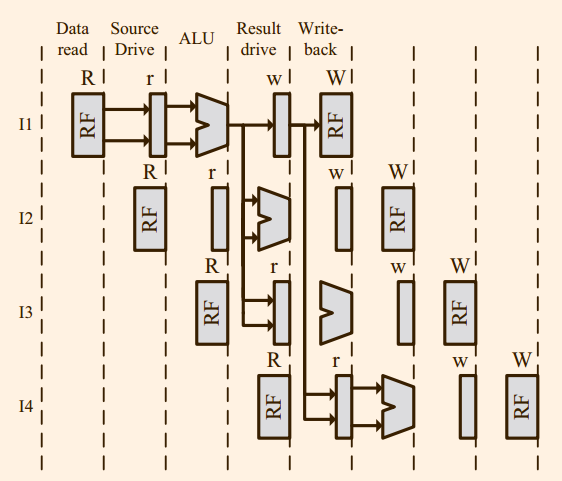 Data read
Source Drive
ALU
Result drive
Write-back
R r w W
I1 RF RF
R r w W
I2 RF RF
R r w W
I3 RF RF
R r w W
I4 RF RF